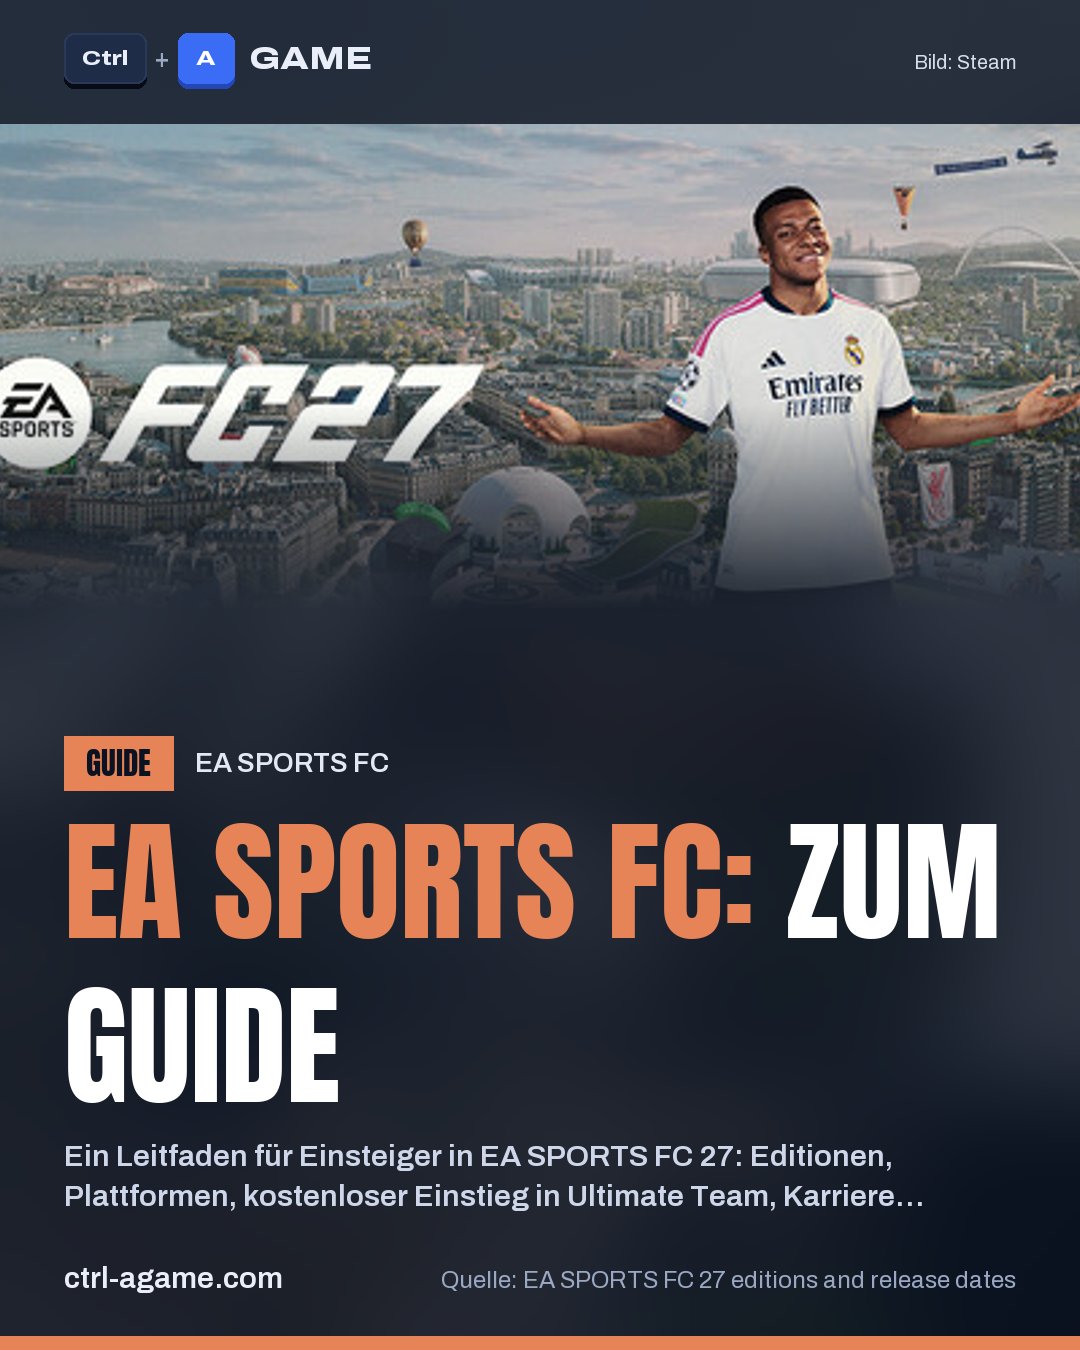 Ctrl + A GAME
Bild: Steam
EA SPORTS FC27
Emirates
FLY BETTER
GUIDE EA SPORTS FC
EA SPORTS FC: ZUM
GUIDE
Ein Leitfaden für Einsteiger in EA SPORTS FC 27: Editionen,
Plattformen, kostenloser Einstieg in Ultimate Team, Karriere...
ctrl-agame.com
Quelle: EA SPORTS FC 27 editions and release dates